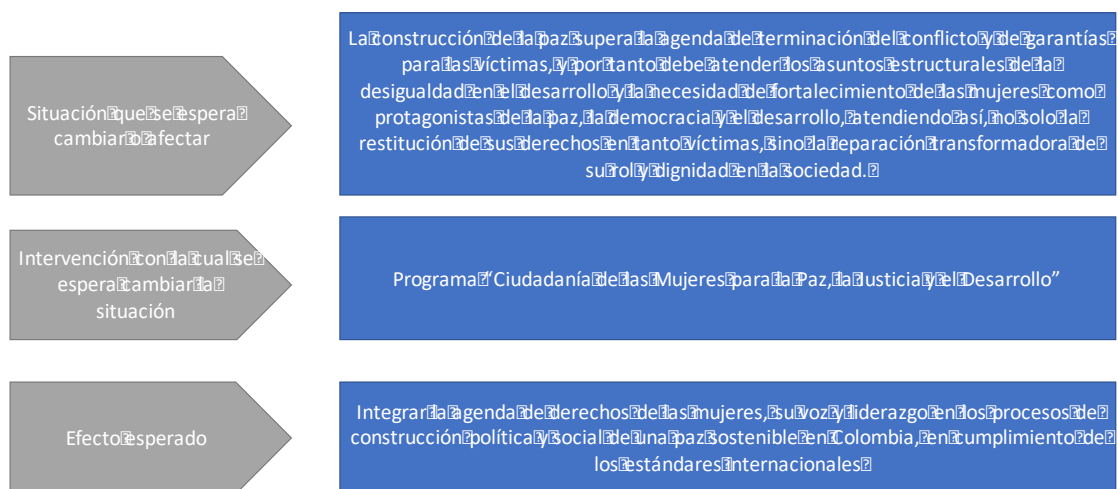 Situación que se espera
cambiar o afectar
La construcción de la paz supera la agenda de terminación del conflicto y de garantías
para las víctimas, y por tanto debe atender los asuntos estructurales de la
desigualdad en el desarrollo y la necesidad de fortalecimiento de las mujeres como
protagonistas de la paz, la democracia y el desarrollo, atendiendo así, no solo la
restitución de sus derechos en tanto víctimas, sino la reparación transformadora de
su rol y dignidad en la sociedad.
Intervención con la cual se
espera cambiar la
situación
Programa “Ciudadanía de las Mujeres para la Paz, la Justicia y el Desarrollo”
Efecto esperado
Integrar la agenda de derechos de las mujeres, su voz y liderazgo en los procesos de
construcción política y social de una paz sostenible en Colombia, en cumplimiento de
los estándares internacionales